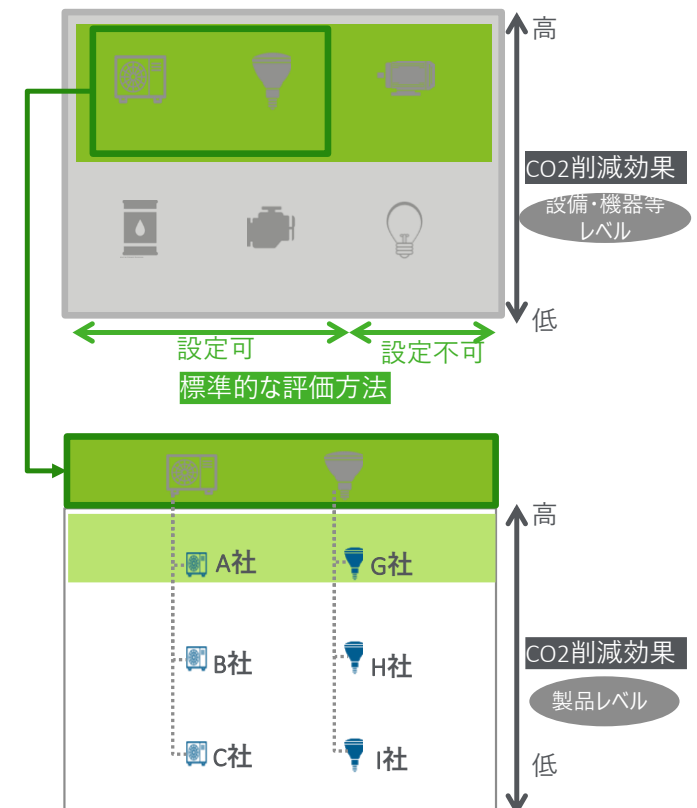 高
CO2削減効果
設備・機器等
レベル
低
設定可
設定不可
標準的な評価方法
高
A社
G社
B社
H社
CO2削減効果
製品レベル
C社
I社
低